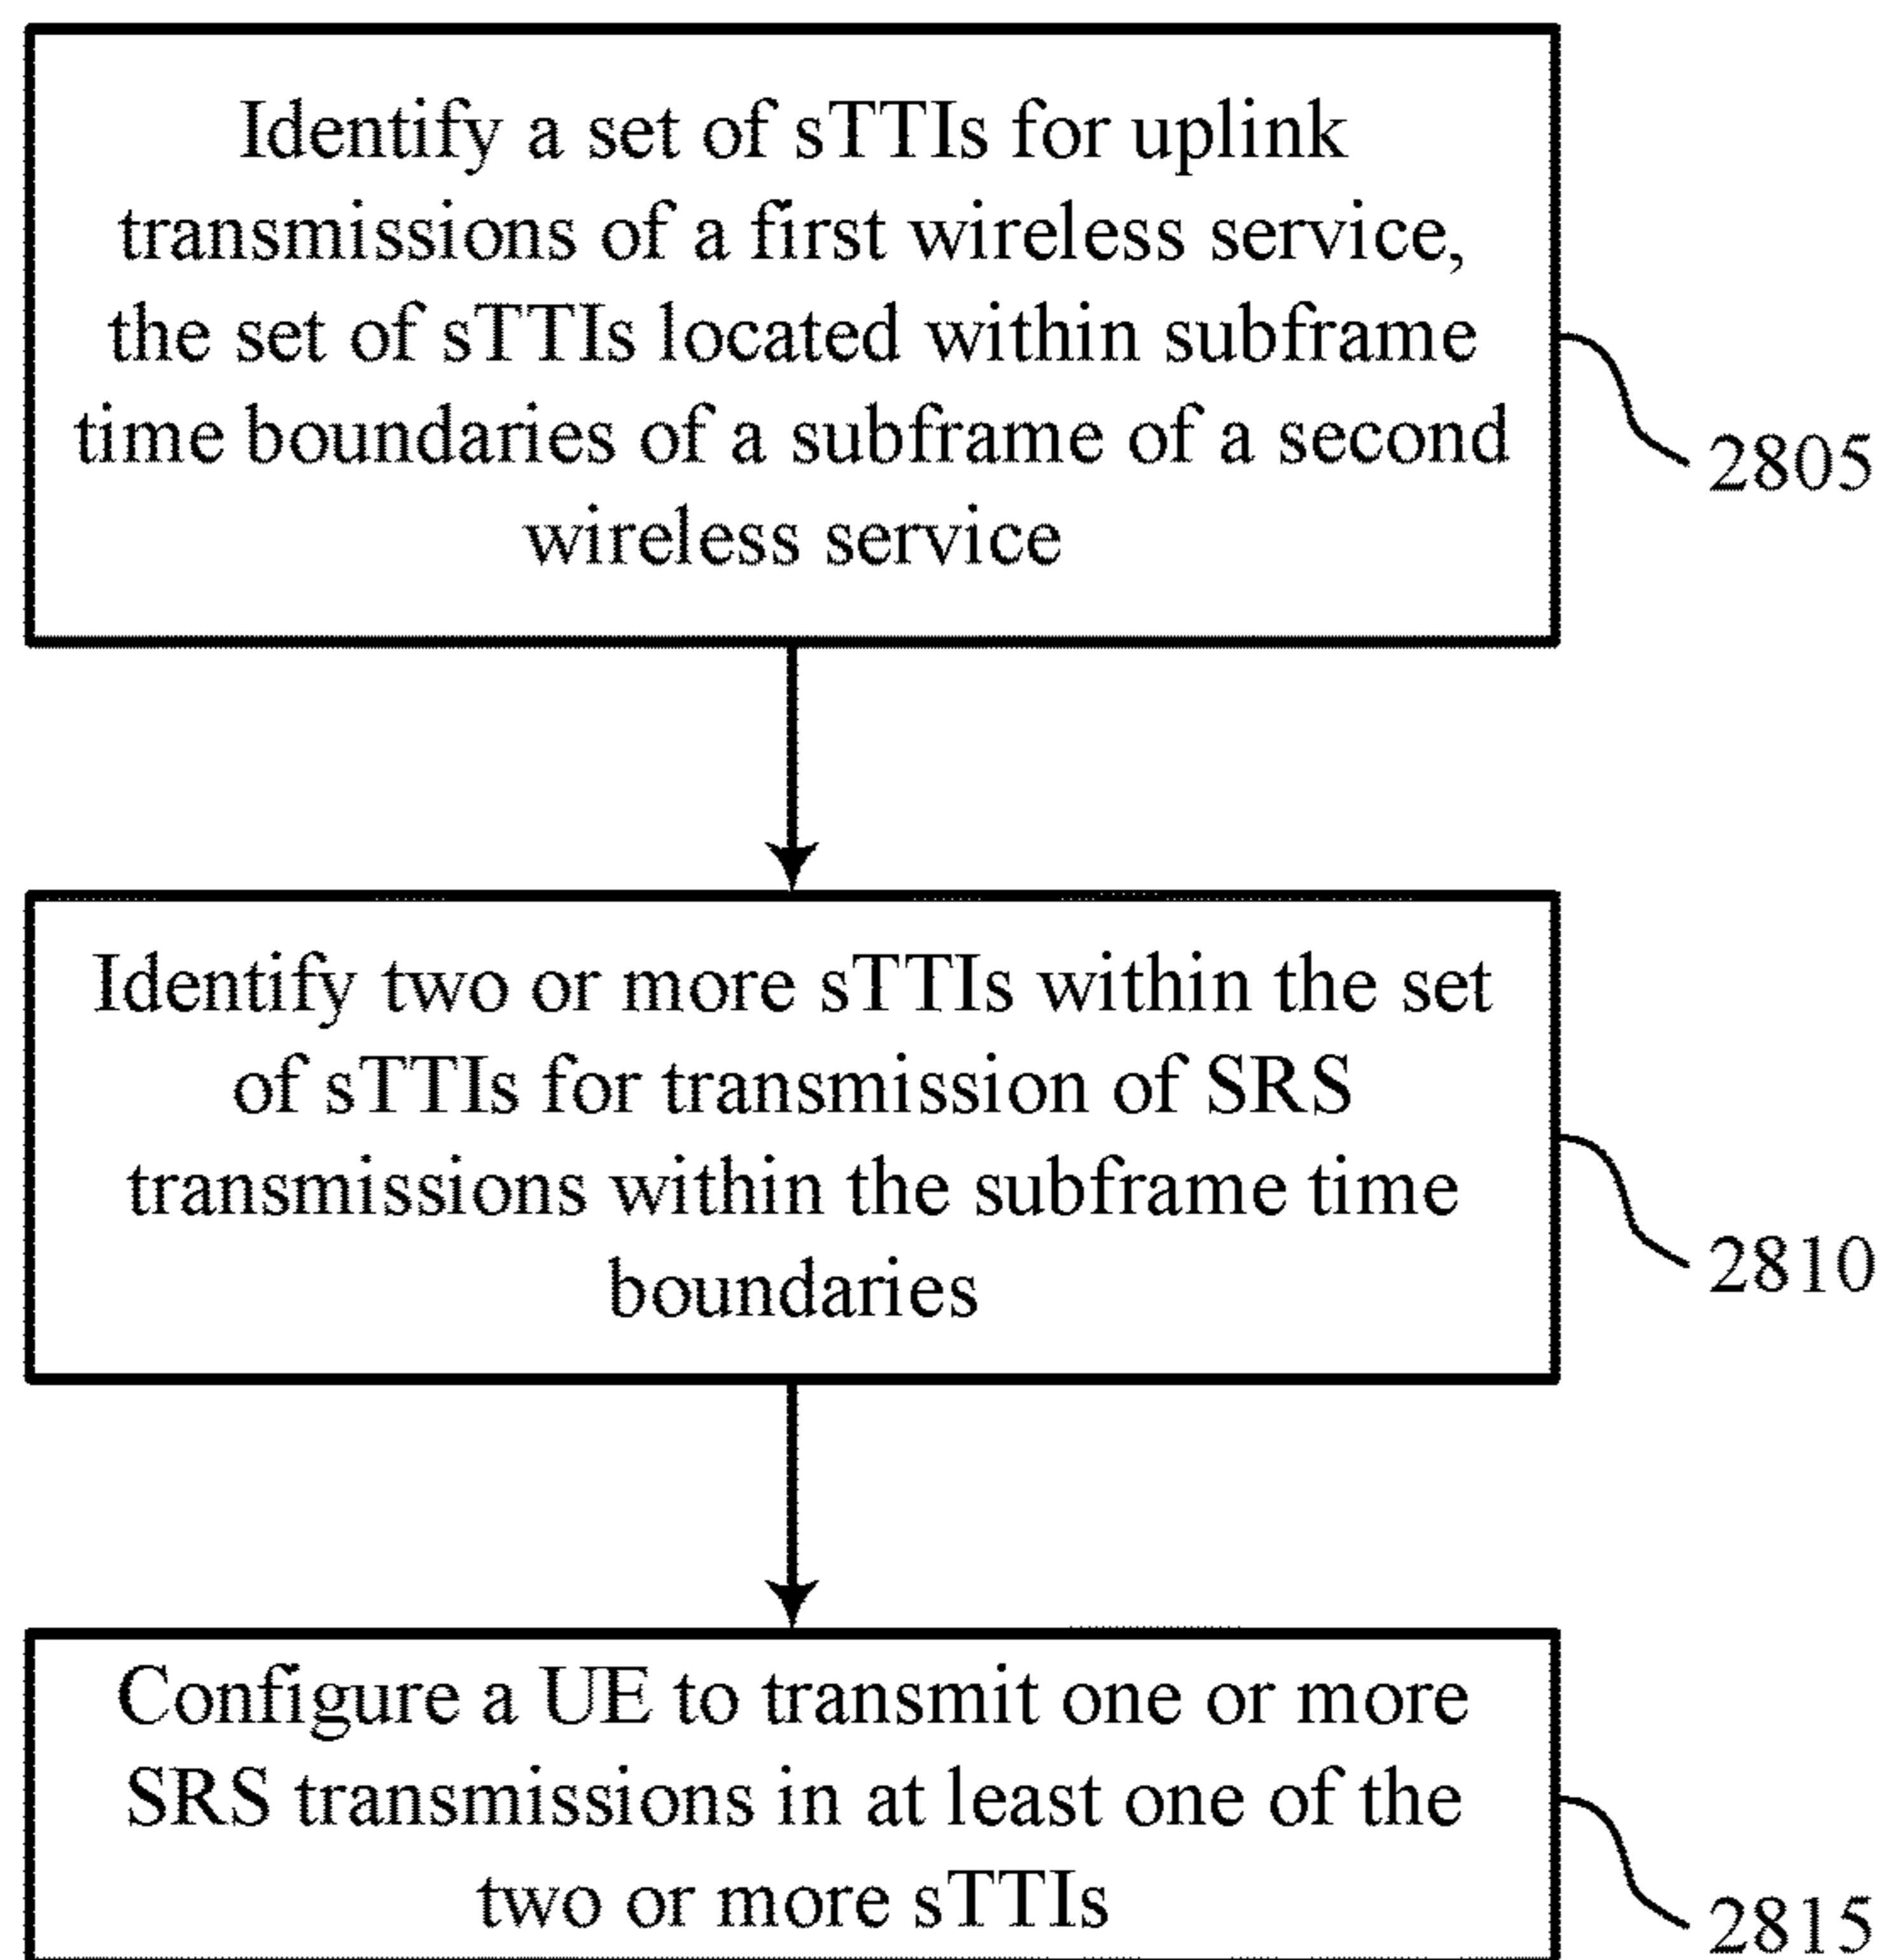 Identify a set of sTTIs for uplink
transmissions of a first wireless service,
the set of sTTIs located within subframe
time boundaries of a subframe of a second
wireless service
2805
Identify two or more sTTIs within the set
of sTTIs for transmission of SRS
transmissions within the subframe time
boundaries
2810
Configure a UE to transmit one or more
SRS transmissions in at least one of the
two or more sTTIs
2815